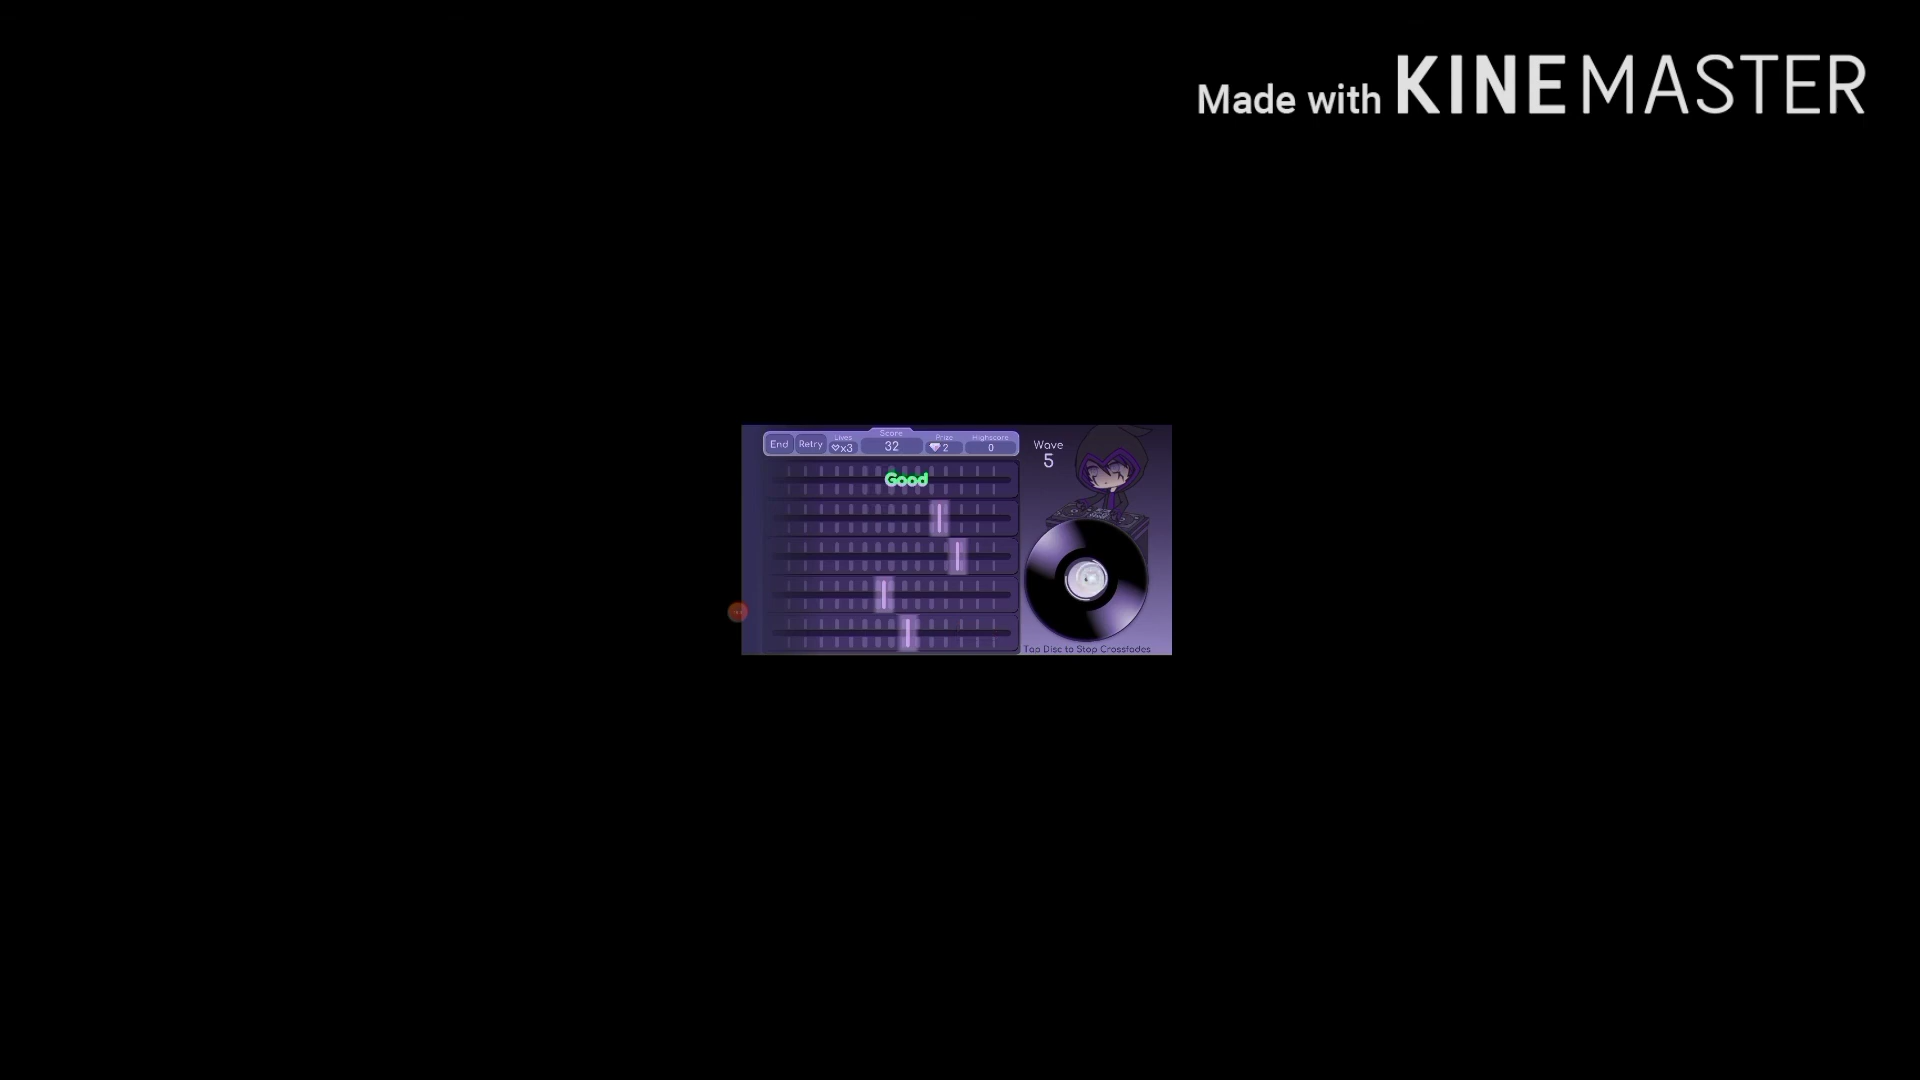 Made with KINEMASTER
End
Retry
Lives
x3
Score
32
Prize
2
Highscore
0
Wave
5
Good
Tap Disc to Stop Crossfades